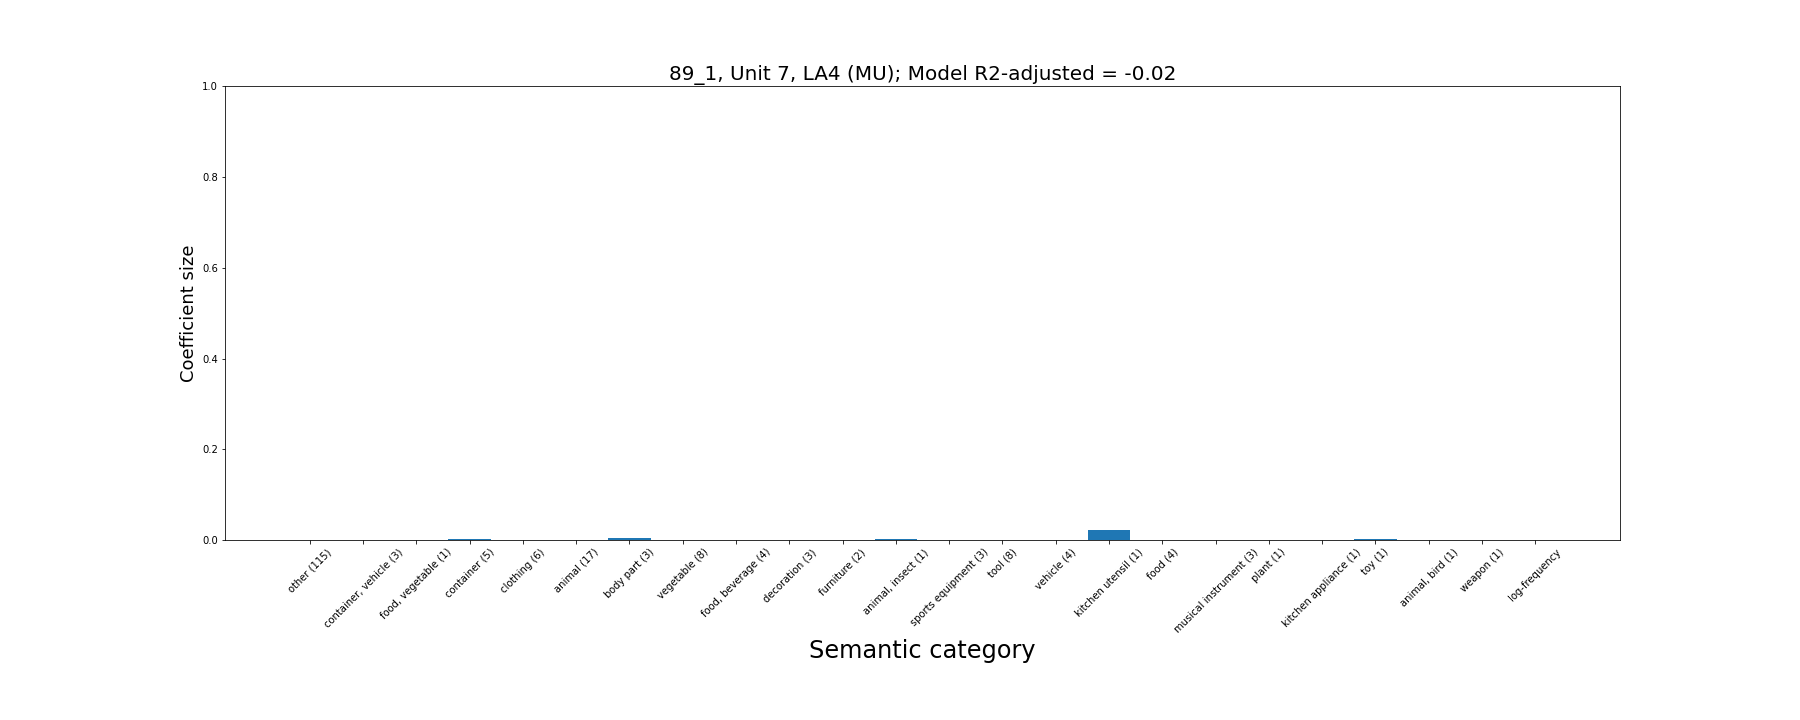 89_1, Unit 7, LA4 (MU); Model R2-adjusted = -0.02
1.0
0.8
0.6
0.4
0.2
0.0
Coefficient size
other (115)
container, vehicle (3)
food, vegetable (1)
container (5)
clothing (6)
animal (17)
body part (3)
vegetable (8)
food, beverage (4)
decoration (3)
furniture (2)
animal, insect (1)
sports equipment (3)
tool (8)
vehicle (4)
kitchen utensil (1)
food (4)
musical instrument (3)
plant (1)
kitchen appliance (1)
toy (1)
animal, bird (1)
weapon (1)
log-frequency
Semantic category